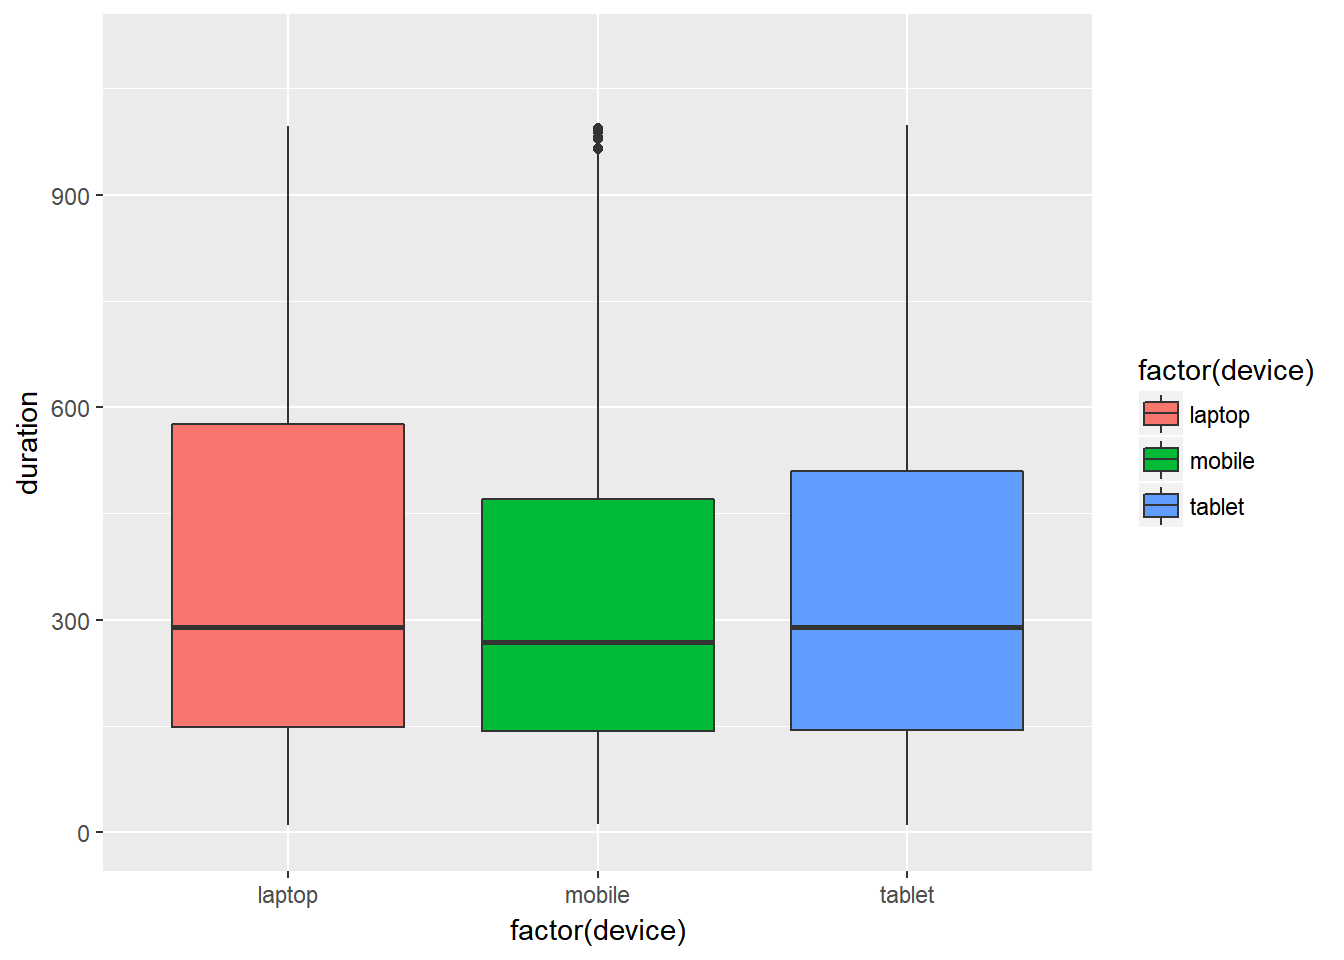 duration
900
600
300
0
laptop
mobile
tablet
factor(device)
factor(device)
laptop
mobile
tablet